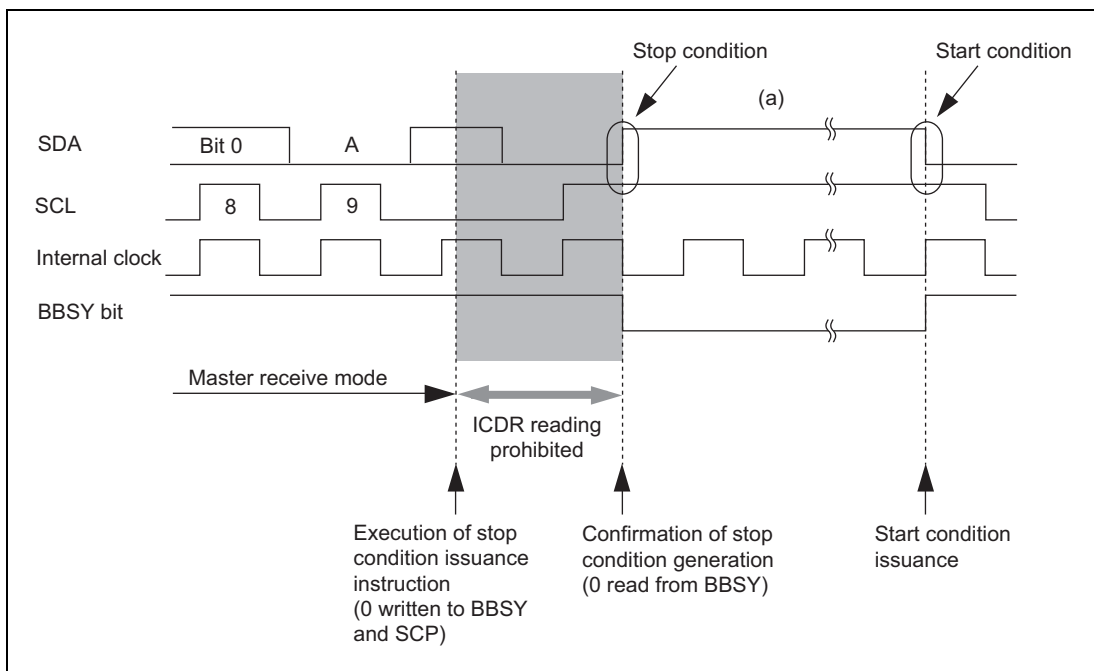 Stop condition
Start condition
(a)
SDA
Bit 0
A
SCL
8
9
Internal clock
BBSY bit
Master receive mode
ICDR reading
prohibited
Execution of stop
condition issuance
instruction
(0 written to BBSY
and SCP)
Confirmation of stop
condition generation
(0 read from BBSY)
Start condition
issuance